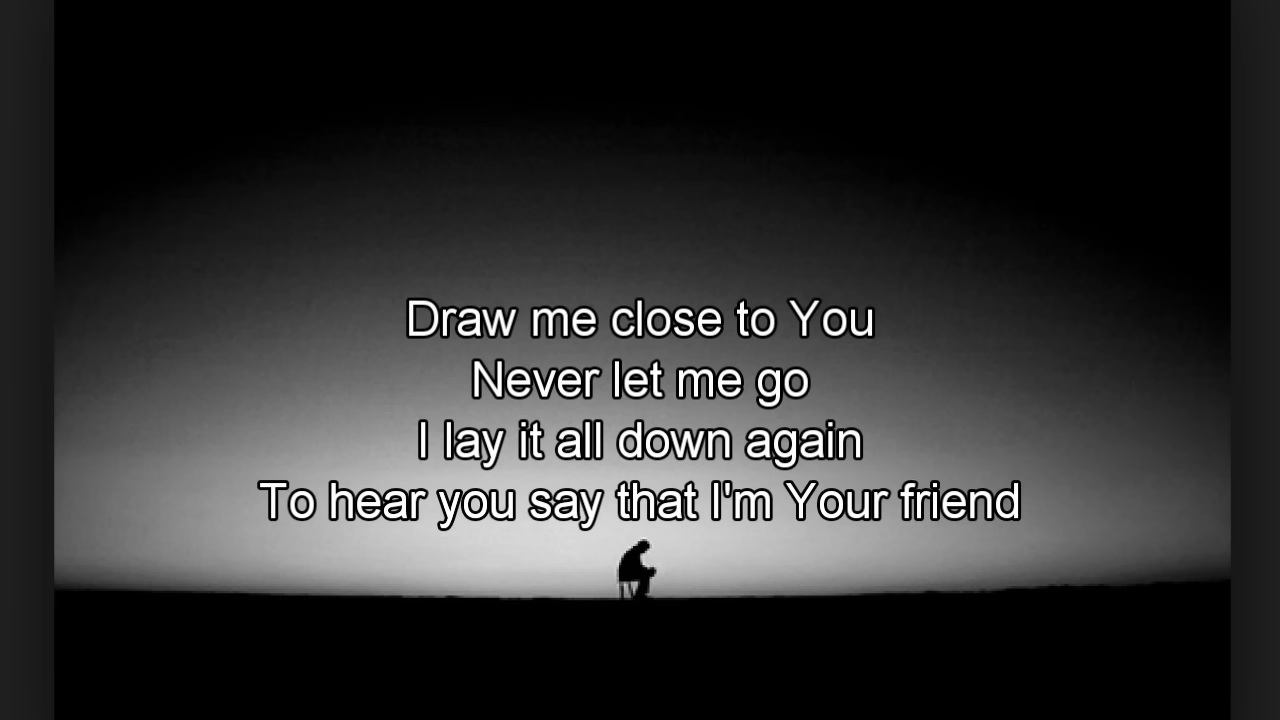 Draw me close to You
Never let me go
I lay it all down again
To hear you say that I'm Your friend